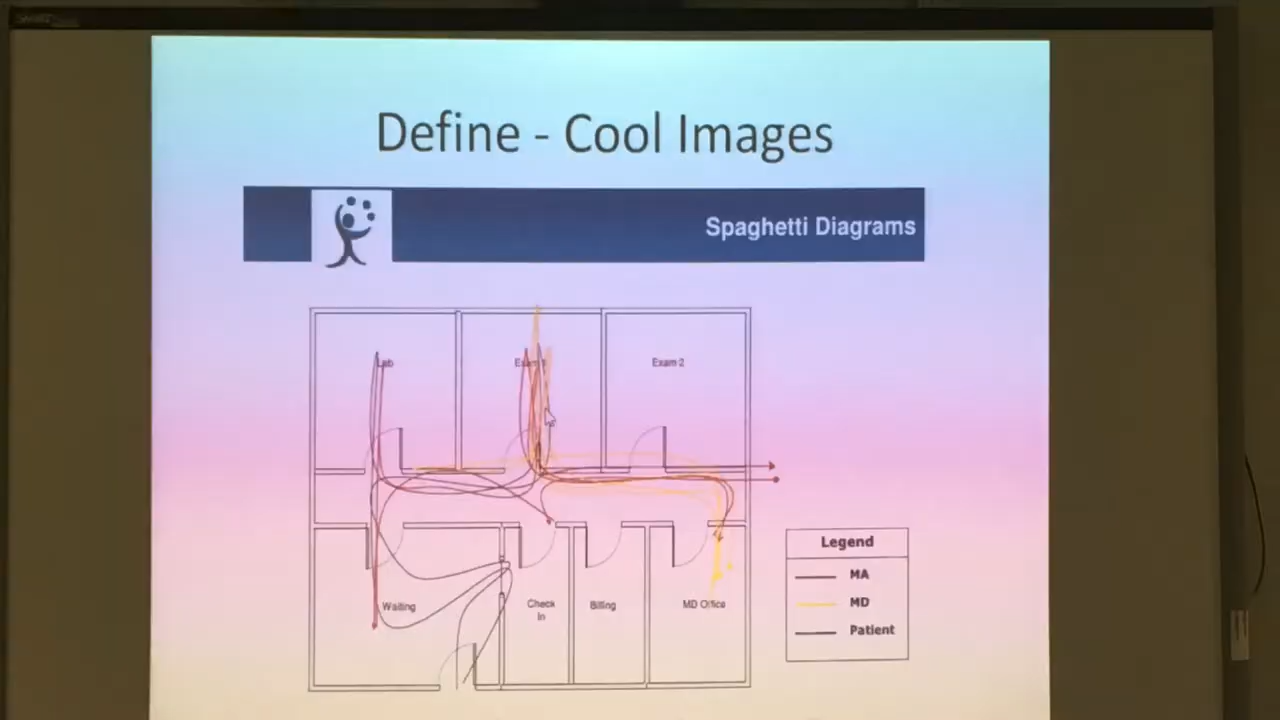 Define - Cool Images
Spaghetti Diagrams
Lab
Exam 1
Exam 2
Waiting
Check
In
Billing
MD Office
Legend
MA
MD
Patient